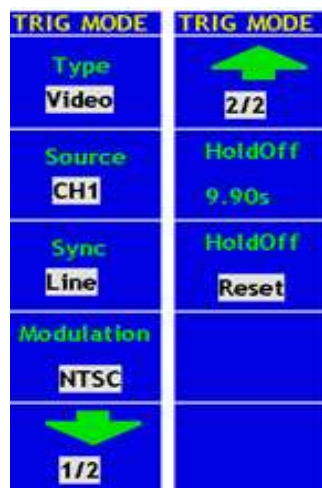 TRIG MODE
Type
Video
Source
CH1
Sync
Line
Modulation
NTSC
1/2
TRIG MODE
2/2
HoldOff
9.90s
HoldOff
Reset